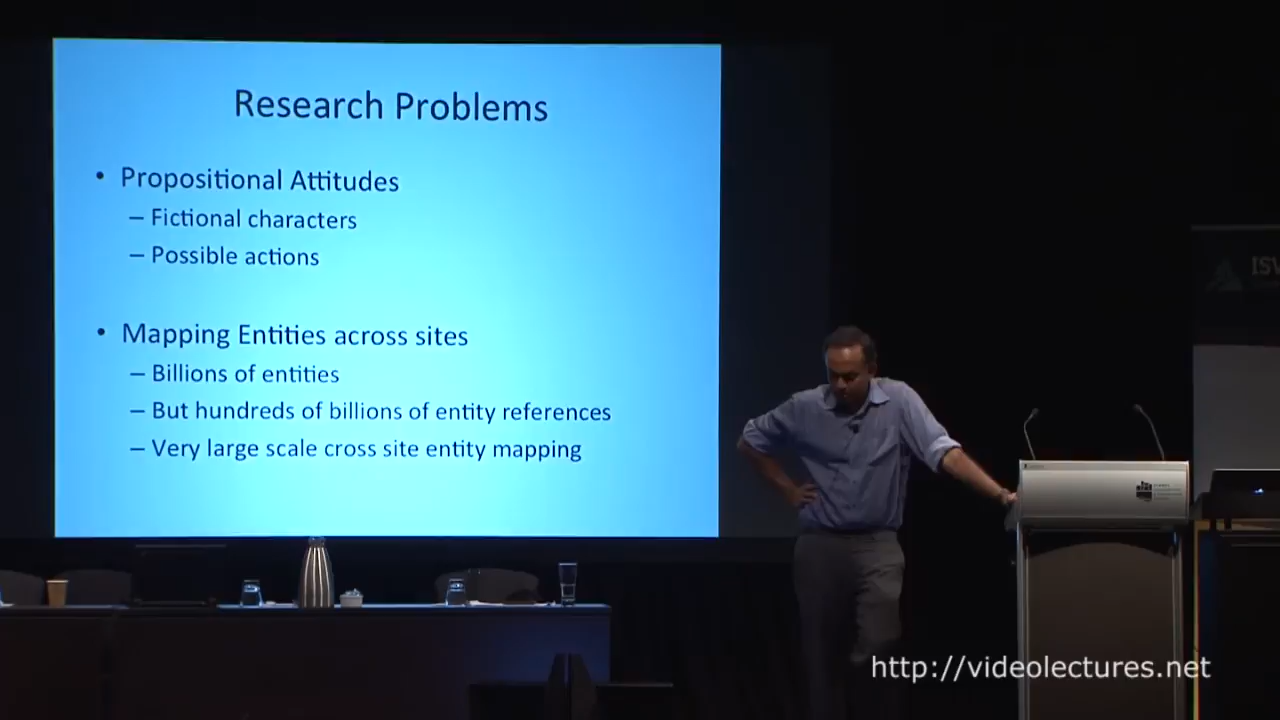 Research Problems
• Propositional Attitudes
– Fictional characters
– Possible actions
• Mapping Entities across sites
– Billions of entities
– But hundreds of billions of entity references
– Very large scale cross site entity mapping
http://videolectures.net